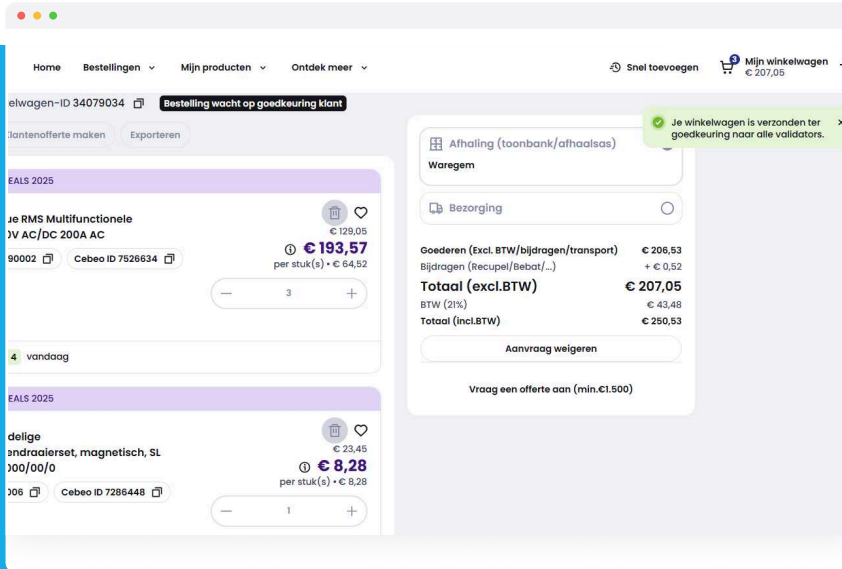 Home Bestellingen Mijn producten Ontdek meer Snel toevoegen 3 Mijn winkelwagen
€ 207,05
elwagen-ID 34079034 Bestelling wacht op goedkeuring klant
Je winkelwagen is verzonden ter
goedkeuring naar alle validators.
Klantenofferte maken Exporteren
EALS 2025
ue RMS Multifunctionele
0V AC/DC 200A AC
€ 129,05
€ 193,57
per stuk(s) • € 64,52
90002 Cebeo ID 7526634
3
4 vandaag
EALS 2025
delige
endraaierset, magnetisch, SL
000/00/0
€ 23,45
€ 8,28
per stuk(s) • € 8,28
006 Cebeo ID 7286448
1
Afhaling (toonbank/afhaalsas)
Waregem
Bezorging
Goederen (Excl. BTW/bijdragen/transport) € 206,53
Bijdragen (Recupel/Bebat/...) + € 0,52
Totaal (excl.BTW) € 207,05
BTW (21%) € 43,48
Totaal (incl.BTW) € 250,53
Aanvraag weigeren
Vraag een offerte aan (min.€1.500)